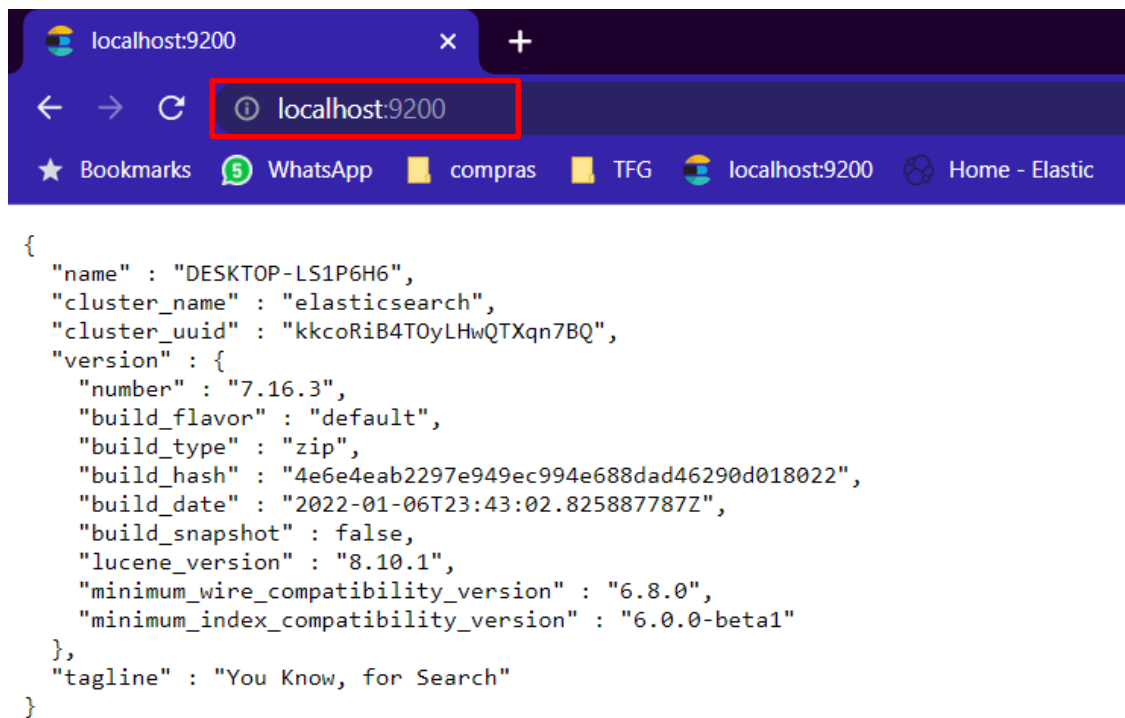 localhost:9200
localhost:9200
Bookmarks WhatsApp compras TFG localhost:9200 Home - Elastic
{
  "name" : "DESKTOP-LS1P6H6",
  "cluster_name" : "elasticsearch",
  "cluster_uuid" : "kkcoRiB4TOyLHwQTXqn7BQ",
  "version" : {
    "number" : "7.16.3",
    "build_flavor" : "default",
    "build_type" : "zip",
    "build_hash" : "4e6e4eab2297e949ec994e688dad46290d018022",
    "build_date" : "2022-01-06T23:43:02.825887787Z",
    "build_snapshot" : false,
    "lucene_version" : "8.10.1",
    "minimum_wire_compatibility_version" : "6.8.0",
    "minimum_index_compatibility_version" : "6.0.0-beta1"
  },
  "tagline" : "You Know, for Search"
}